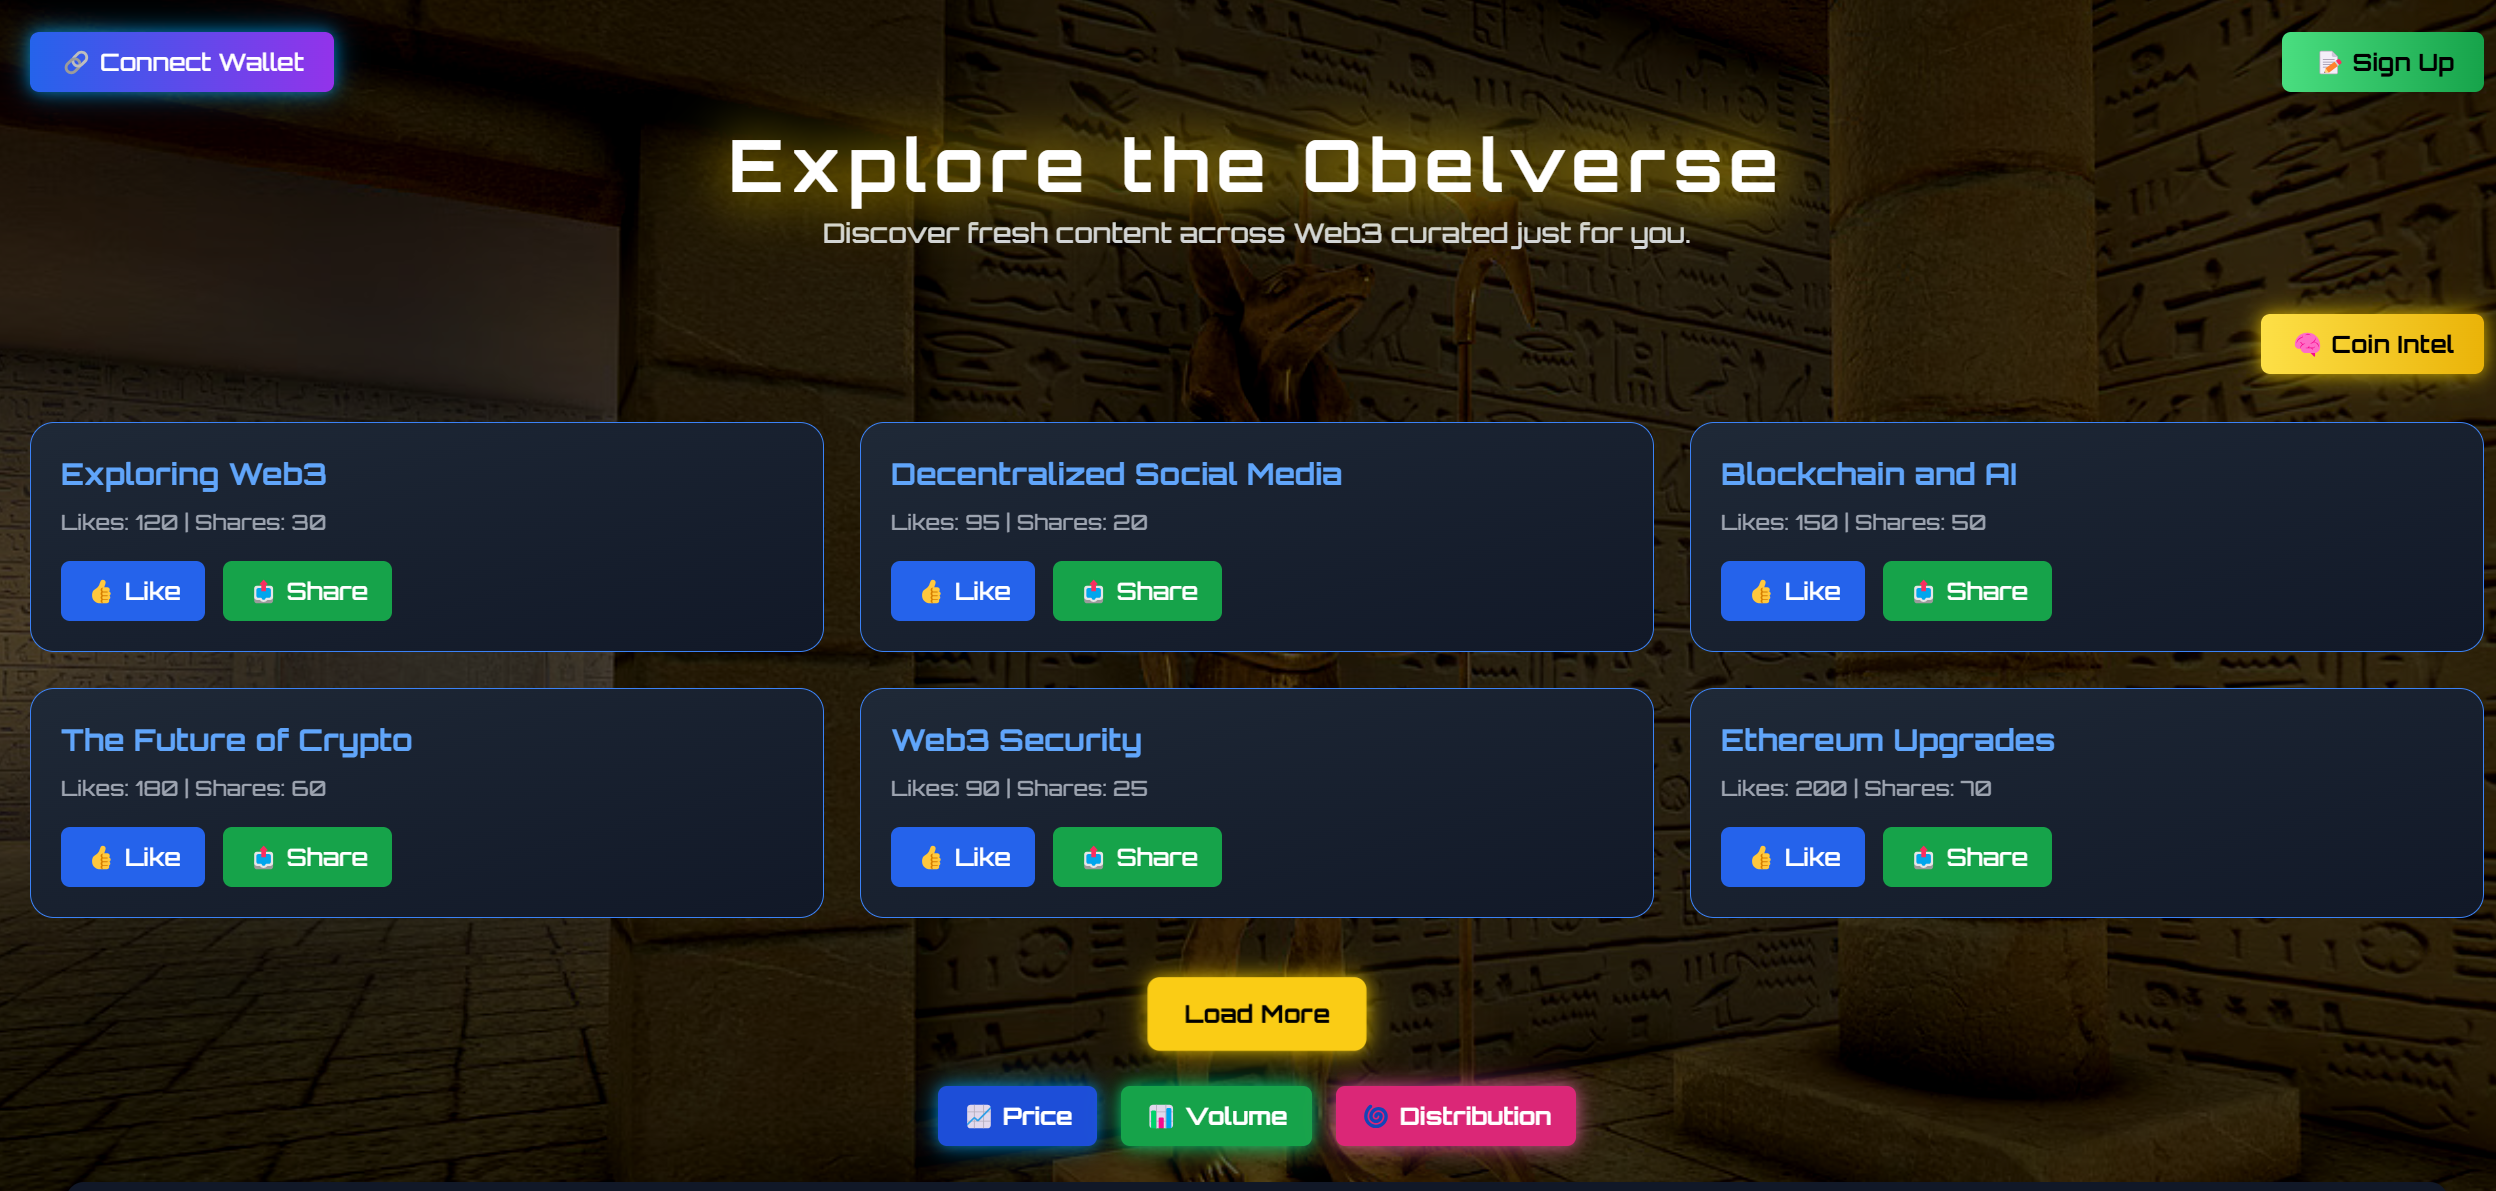 🔗 Connect Wallet
📝 Sign Up
Explore the Obelverse
Discover fresh content across Web3 curated just for you.
🧠 Coin Intel
Exploring Web3
Likes: 120 | Shares: 30
👍 Like
📤 Share
Decentralized Social Media
Likes: 95 | Shares: 20
👍 Like
📤 Share
Blockchain and AI
Likes: 150 | Shares: 50
👍 Like
📤 Share
The Future of Crypto
Likes: 180 | Shares: 60
👍 Like
📤 Share
Web3 Security
Likes: 90 | Shares: 25
👍 Like
📤 Share
Ethereum Upgrades
Likes: 200 | Shares: 70
👍 Like
📤 Share
Load More
📈 Price
📊 Volume
🌀 Distribution